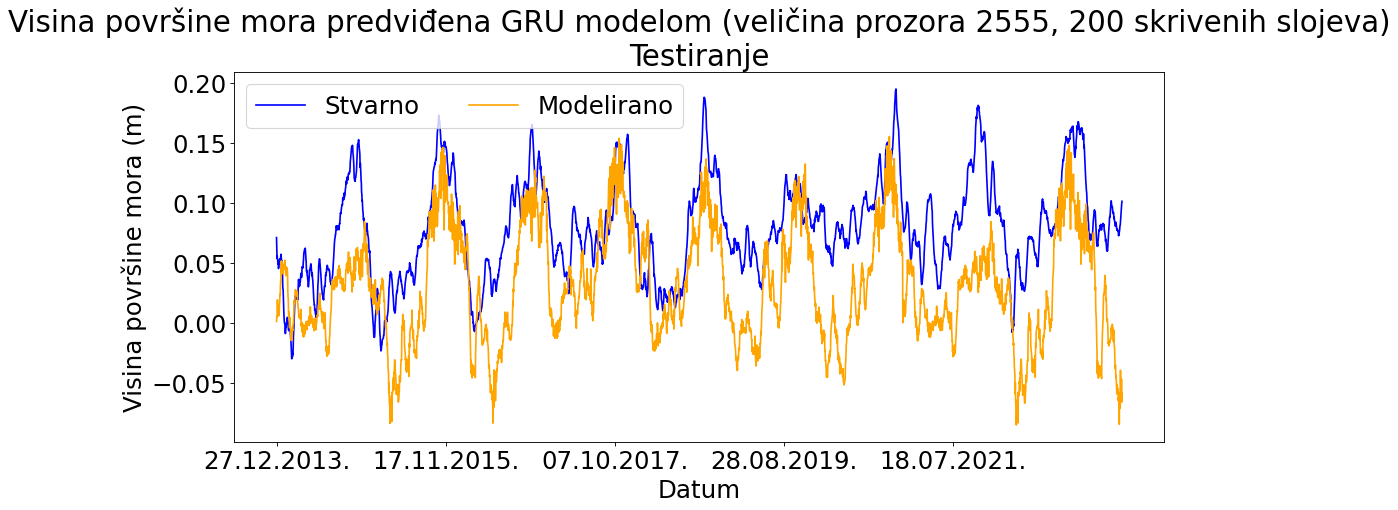 Visina površine mora predviđena GRU modelom (veličina prozora 2555, 200 skrivenih slojeva)
Testiranje
Stvarno Modelirano
Visina površine mora (m)
0.20
0.15
0.10
0.05
0.00
−0.05
27.12.2013. 17.11.2015. 07.10.2017. 28.08.2019. 18.07.2021.
Datum